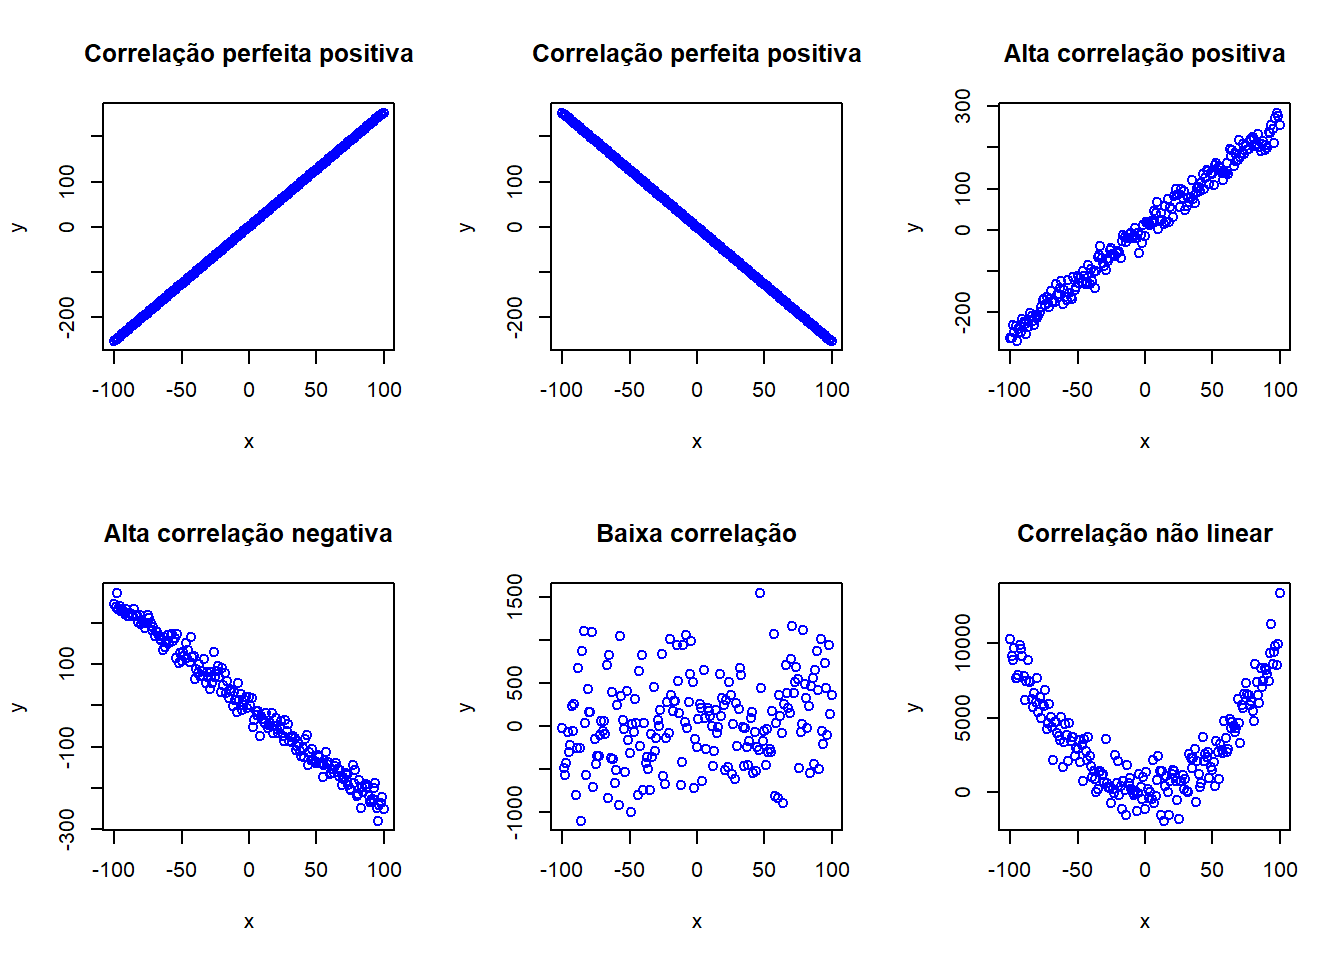 Correlação perfeita positiva
y
100
0
-200
-100 -50 0 50 100
x
Correlação perfeita positiva
y
100
0
-200
-100 -50 0 50 100
x
Alta correlação positiva
y
300
100
0
-200
-100 -50 0 50 100
x
Alta correlação negativa
y
100
-100
-300
-100 -50 0 50 100
x
Baixa correlação
y
1500
500
0
-1000
-100 -50 0 50 100
x
Correlação não linear
y
10000
5000
0
-100 -50 0 50 100
x